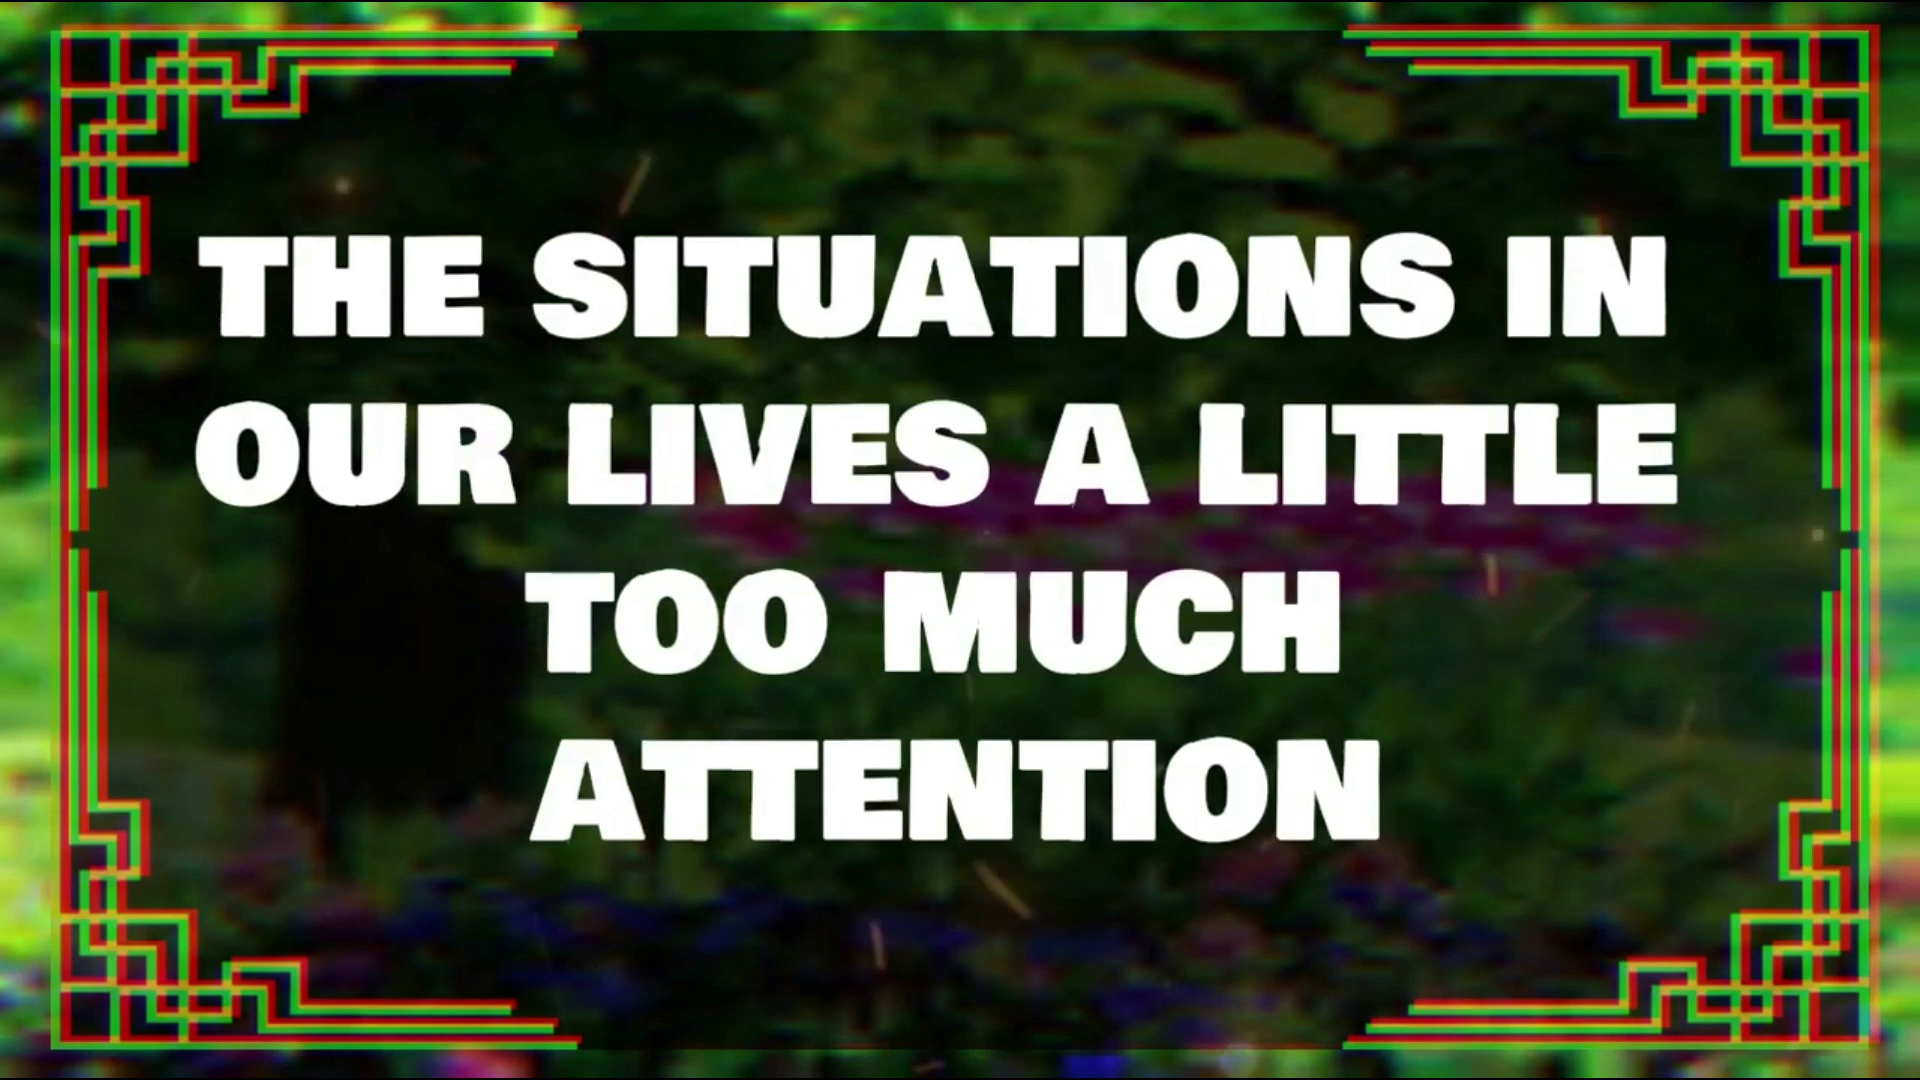 THE SITUATIONS IN
OUR LIVES A LITTLE
TOO MUCH
ATTENTION